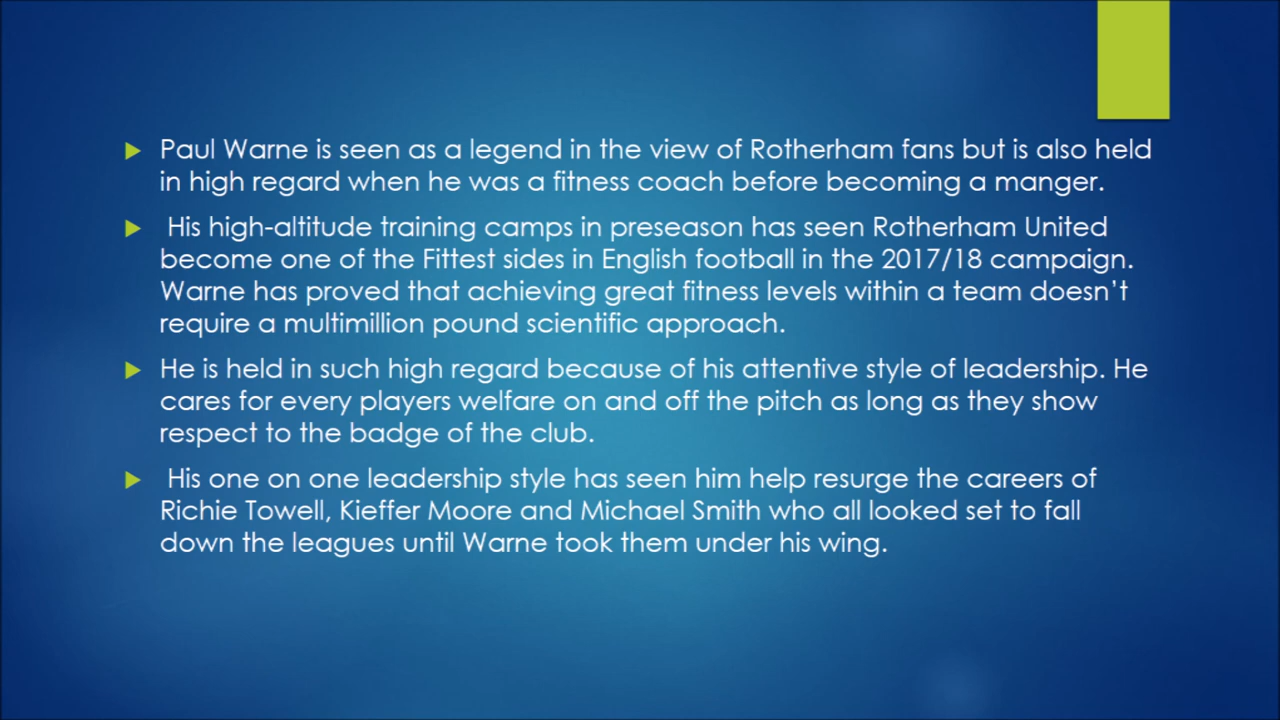 Paul Warne is seen as a legend in the view of Rotherham fans but is also held
in high regard when he was a fitness coach before becoming a manger.
His high-altitude training camps in preseason has seen Rotherham United
become one of the Fittest sides in English football in the 2017/18 campaign.
Warne has proved that achieving great fitness levels within a team doesn’t
require a multimillion pound scientific approach.
He is held in such high regard because of his attentive style of leadership. He
cares for every players welfare on and off the pitch as long as they show
respect to the badge of the club.
His one on one leadership style has seen him help resurge the careers of
Richie Towell, Kieffer Moore and Michael Smith who all looked set to fall
down the leagues until Warne took them under his wing.